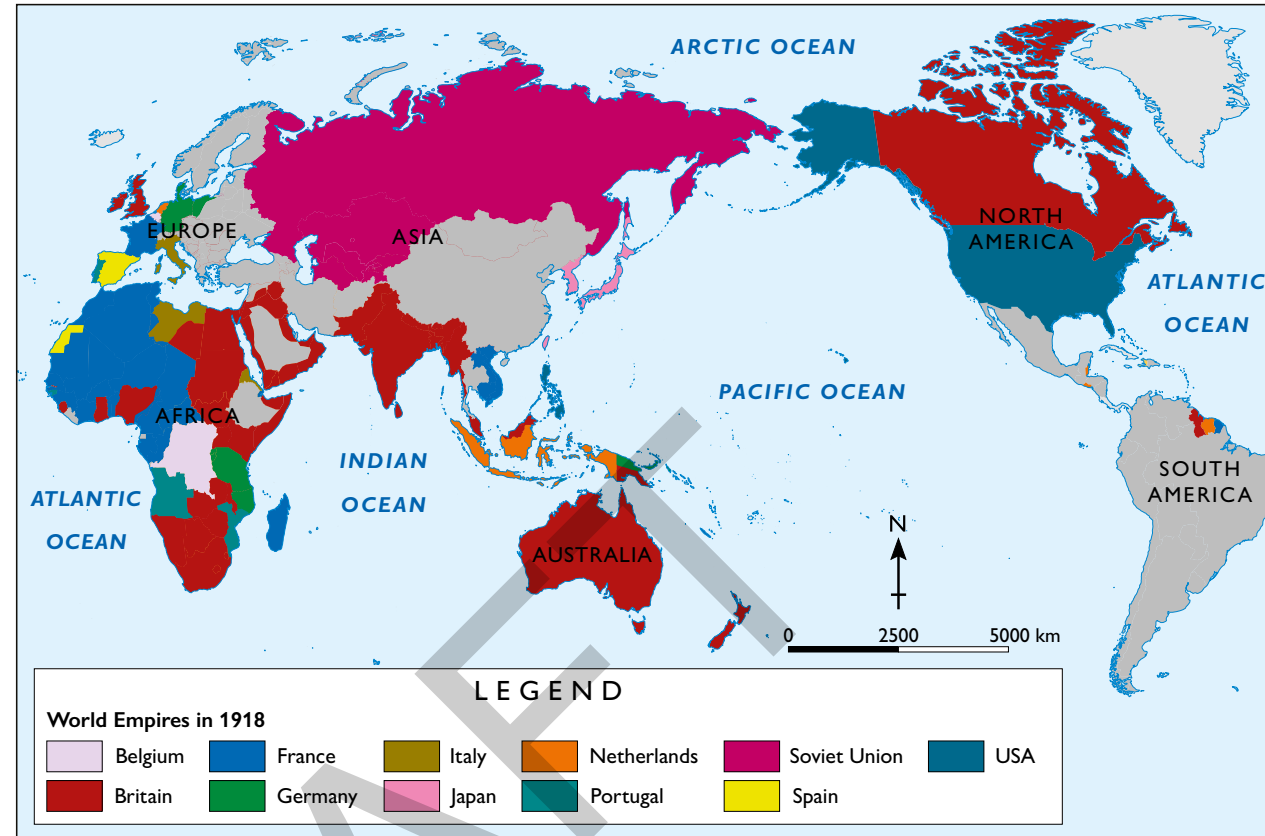 ARCTIC OCEAN
EUROPE
ASIA
NORTH
AMERICA
ATLANTIC
OCEAN
PACIFIC OCEAN
AFRICA
INDIAN
OCEAN
ATLANTIC
OCEAN
SOUTH
AMERICA
AUSTRALIA
N
0 2500 5000 km
LEGEND
World Empires in 1918
Belgium France Italy Netherlands Soviet Union USA
Britain Germany Japan Portugal Spain